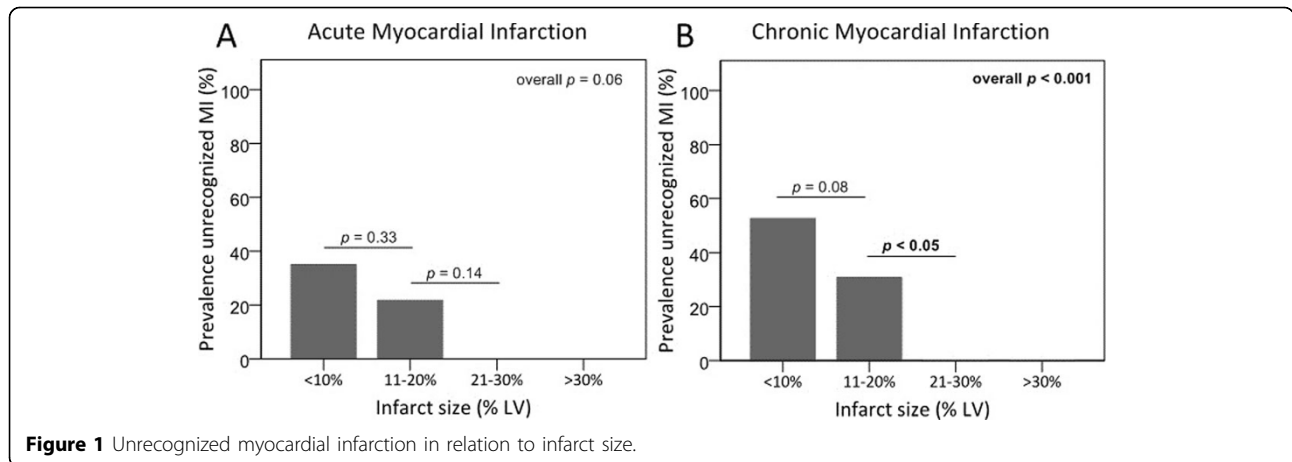 A Acute Myocardial Infarction
overall p = 0.06
Prevalence unrecognized MI (%)
100
80
60
40
20
0
p = 0.33
p = 0.14
<10% 11-20% 21-30% >30%
Infarct size (% LV)
B Chronic Myocardial Infarction
overall p < 0.001
Prevalence unrecognized MI (%)
100
80
60
40
20
0
p = 0.08
p < 0.05
<10% 11-20% 21-30% >30%
Infarct size (% LV)
Figure 1 Unrecognized myocardial infarction in relation to infarct size.